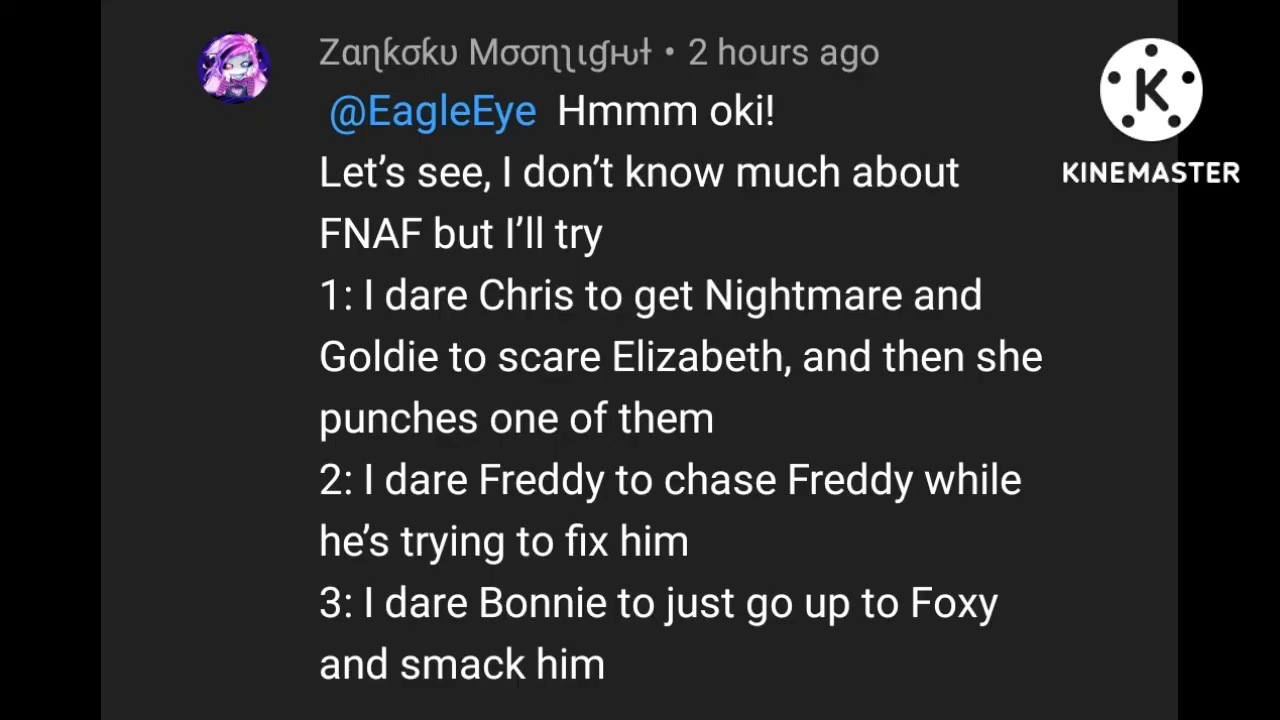 Zαɳƙσƙυ Mσσɳʅιɠԋƚ • 2 hours ago
@EagleEye Hmmm oki!
Let’s see, I don’t know much about
FNAF but I’ll try
1: I dare Chris to get Nightmare and
Goldie to scare Elizabeth, and then she
punches one of them
2: I dare Freddy to chase Freddy while
he’s trying to fix him
3: I dare Bonnie to just go up to Foxy
and smack him
K
KINEMASTER